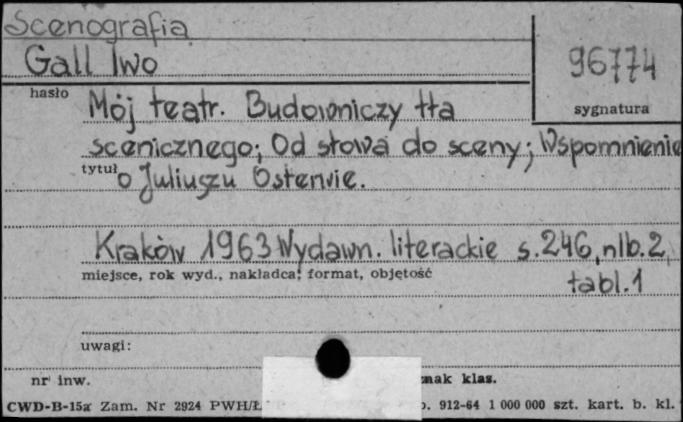 Scenografia
Gall Iwo
96774
hasło
sygnatura
Mój teatr. Budowniczy tła
scenicznego; Od słowa do sceny; Wspomnienie
tytuł
o Juliuszu Osterwie.
Kraków 1963 Wydawn. literackie s. 246, nlb. 2,
miejsce, rok wyd., nakładca, format, objętość
tabl. 1
uwagi:
nr inw.
znak klas.
CWD-B-15a Zam. Nr 2924 PWH/Ł 912-64 1 000 000 szt. kart. b. kl.